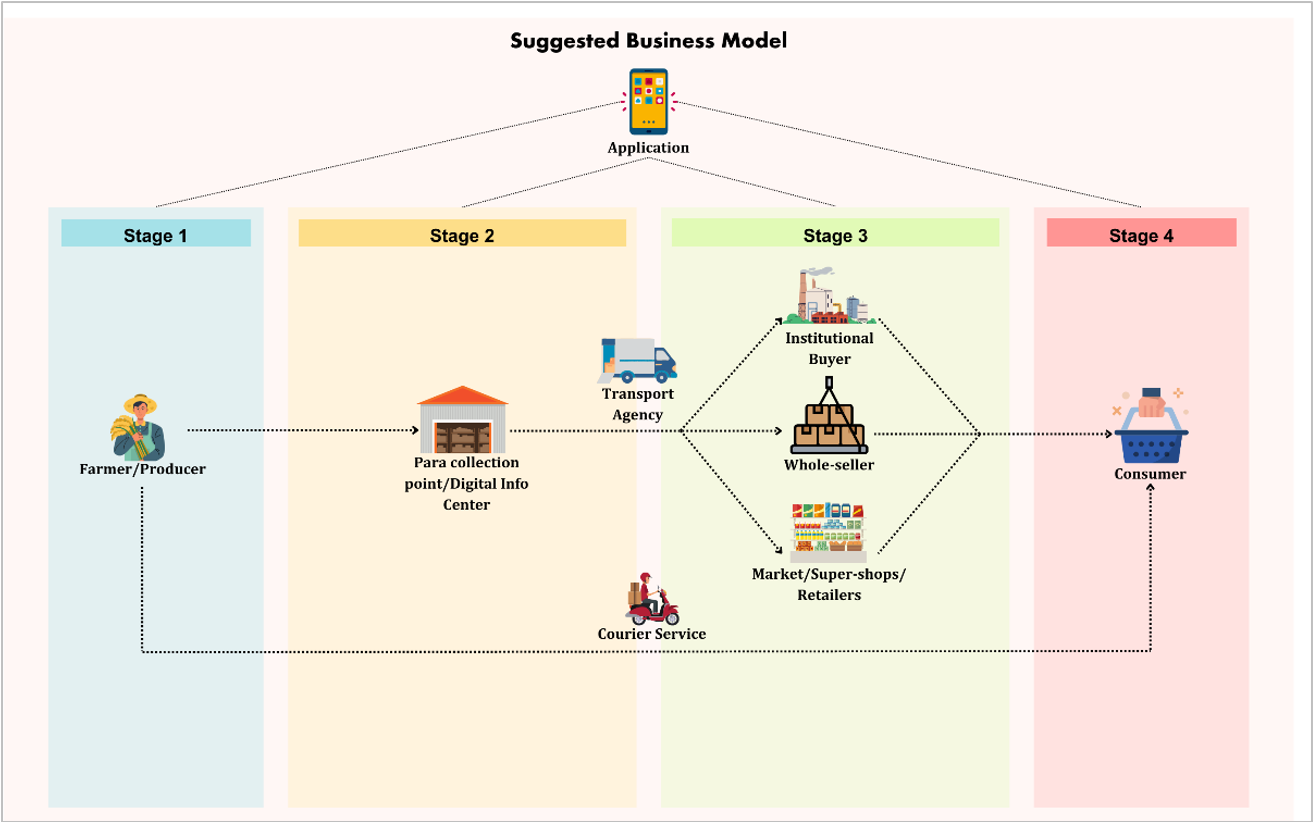 Suggested Business Model
Application
Stage 1
Stage 2
Stage 3
Stage 4
Farmer/Producer
Para collection
point/Digital Info
Center
Transport
Agency
Institutional
Buyer
Whole-seller
Market/Super-shops/
Retailers
Consumer
Courier Service